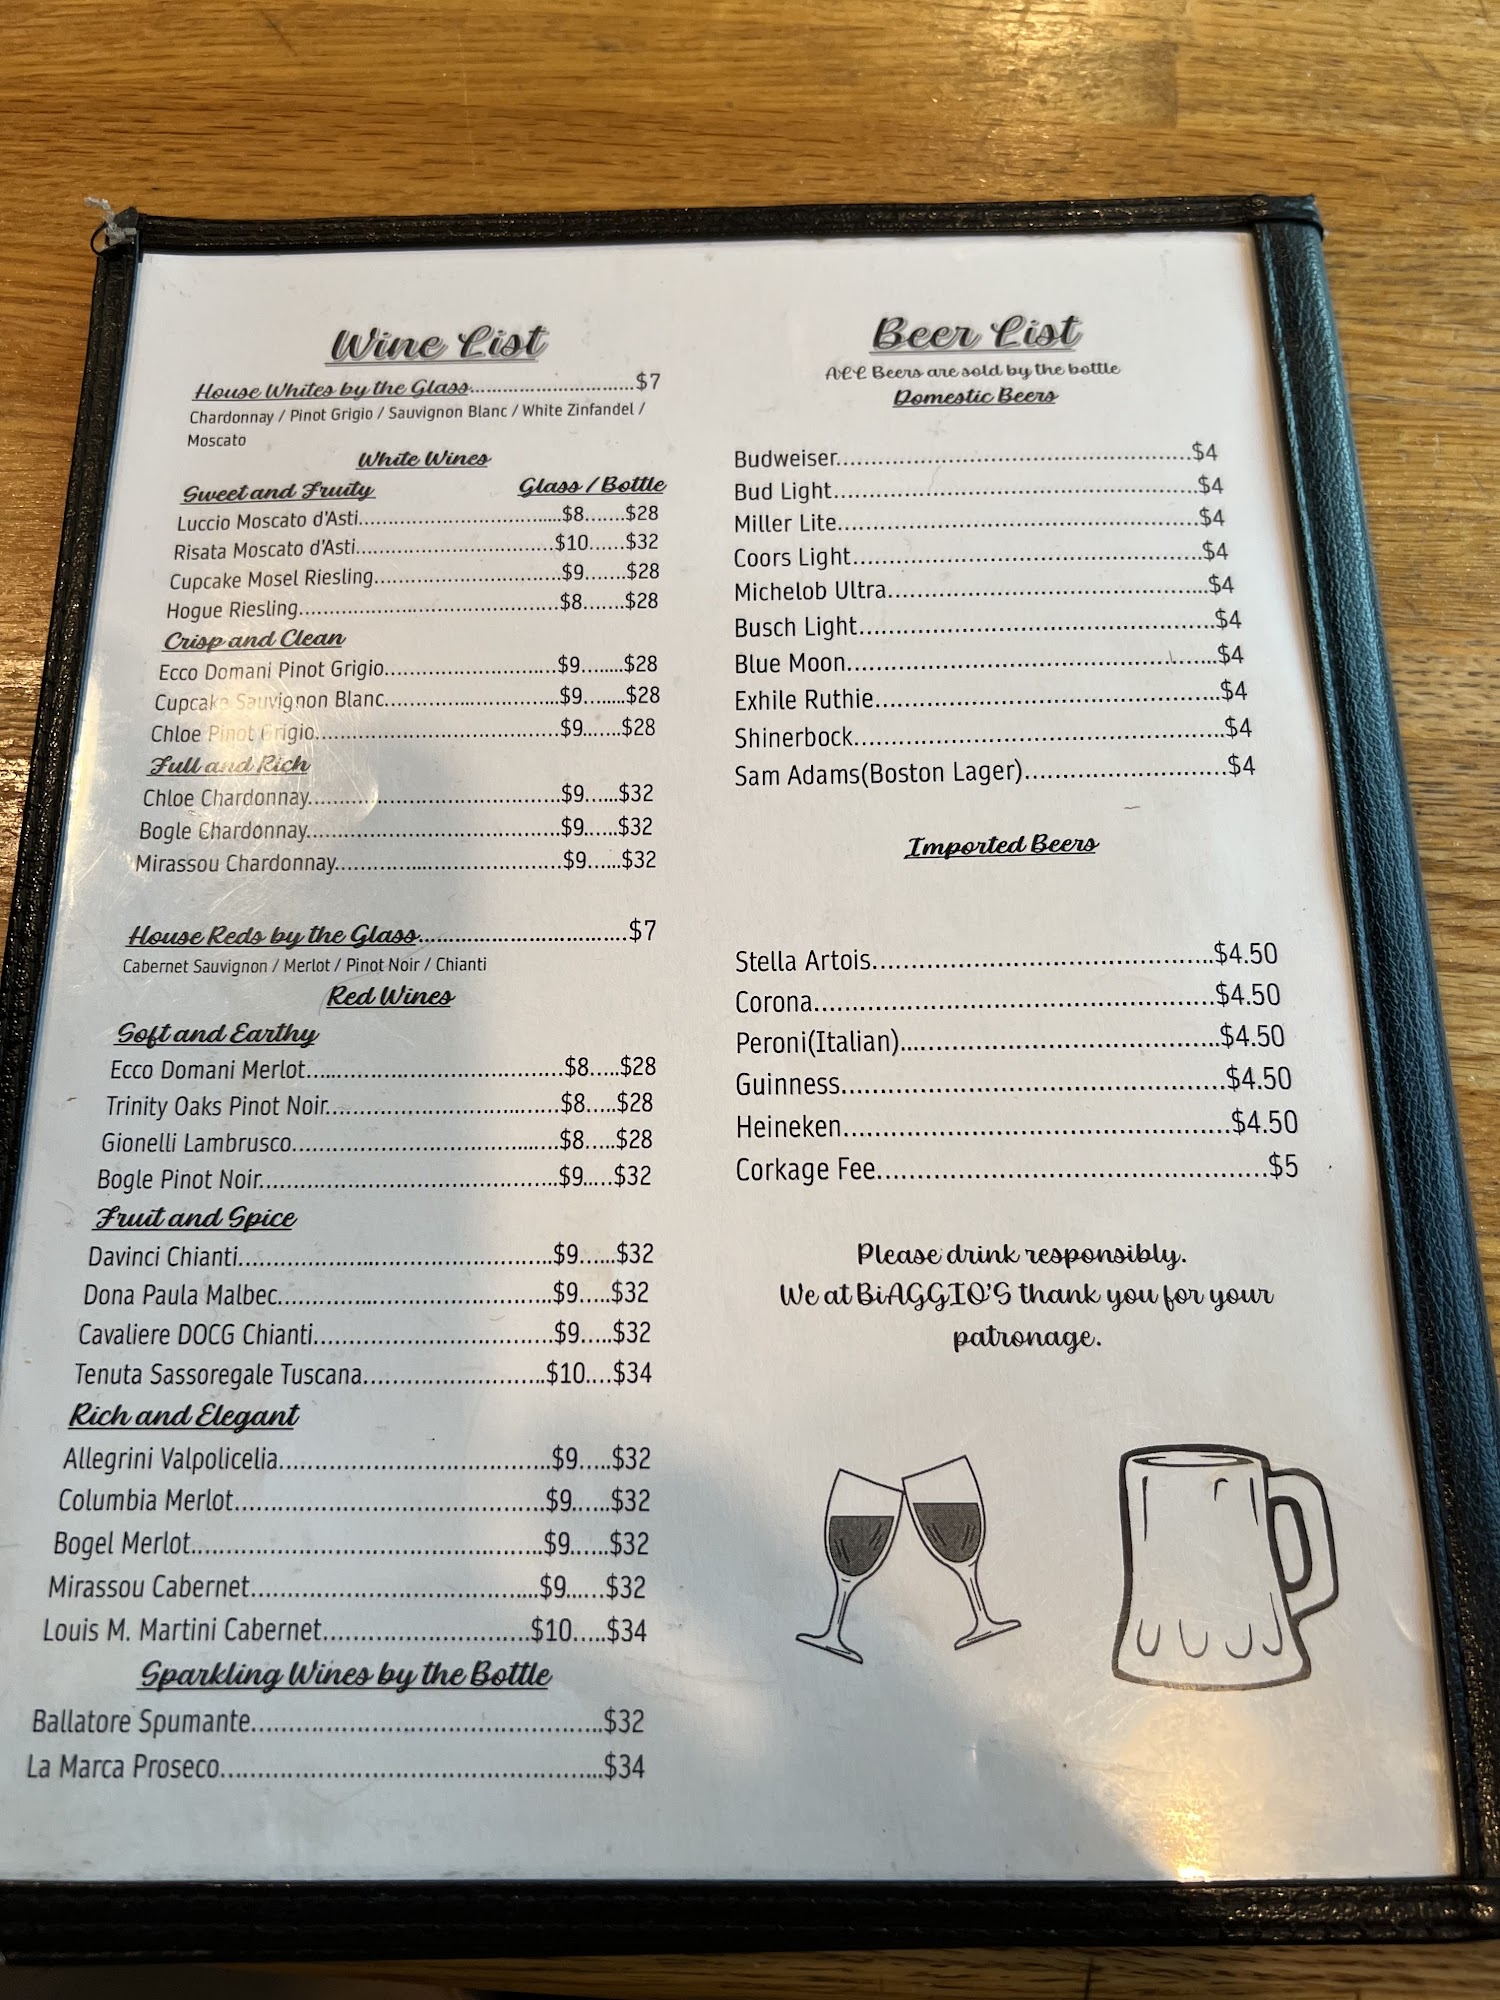 Wine List
House Whites by the Glass..............................$7
Chardonnay / Pinot Grigio / Sauvignon Blanc / White Zinfandel /
Moscato
White Wines
Sweet and Fruity Glass / Bottle
Luccio Moscato d'Asti....................................$8.......$28
Risata Moscato d'Asti...................................$10......$32
Cupcake Mosel Riesling.................................$9.......$28
Hogue Riesling..............................................$8.......$28
Crisp and Clean
Ecco Domani Pinot Grigio..............................$9.......$28
Cupcake Sauvignon Blanc..............................$9.......$28
Chloe Pinot Grigio..........................................$9.......$28
Full and Rich
Chloe Chardonnay............................................$9......$32
Bogle Chardonnay............................................$9......$32
Mirassou Chardonnay.......................................$9......$32
House Reds by the Glass....................................$7
Cabernet Sauvignon / Merlot / Pinot Noir / Chianti
Red Wines
Soft and Earthy
Ecco Domani Merlot.......................................$8.....$28
Trinity Oaks Pinot Noir....................................$8.....$28
Gionelli Lambrusco.........................................$8.....$28
Bogle Pinot Noir..............................................$9.....$32
Fruit and Spice
Davinci Chianti................................................$9......$32
Dona Paula Malbec..........................................$9.....$32
Cavaliere DOCG Chianti....................................$9.....$32
Tenuta Sassoregale Tuscana...........................$10....$34
Rich and Elegant
Allegrini Valpolicelia.......................................$9.....$32
Columbia Merlot.............................................$9......$32
Bogel Merlot...................................................$9......$32
Mirassou Cabernet..........................................$9......$32
Louis M. Martini Cabernet..............................$10.....$34
Sparkling Wines by the Bottle
Ballatore Spumante..............................................$32
La Marca Proseco..................................................$34
Beer List
ALL Beers are sold by the bottle
Domestic Beers
Budweiser..................................................$4
Bud Light...................................................$4
Miller Lite..................................................$4
Coors Light.................................................$4
Michelob Ultra.............................................$4
Busch Light.................................................$4
Blue Moon...................................................$4
Exhile Ruthie................................................$4
Shinerbock...................................................$4
Sam Adams(Boston Lager).............................$4
Imported Beers
Stella Artois.............................................$4.50
Corona.....................................................$4.50
Peroni(Italian)..........................................$4.50
Guinness..................................................$4.50
Heineken..................................................$4.50
Corkage Fee....................................................$5
Please drink responsibly.
We at BiAGGIO'S thank you for your
patronage.